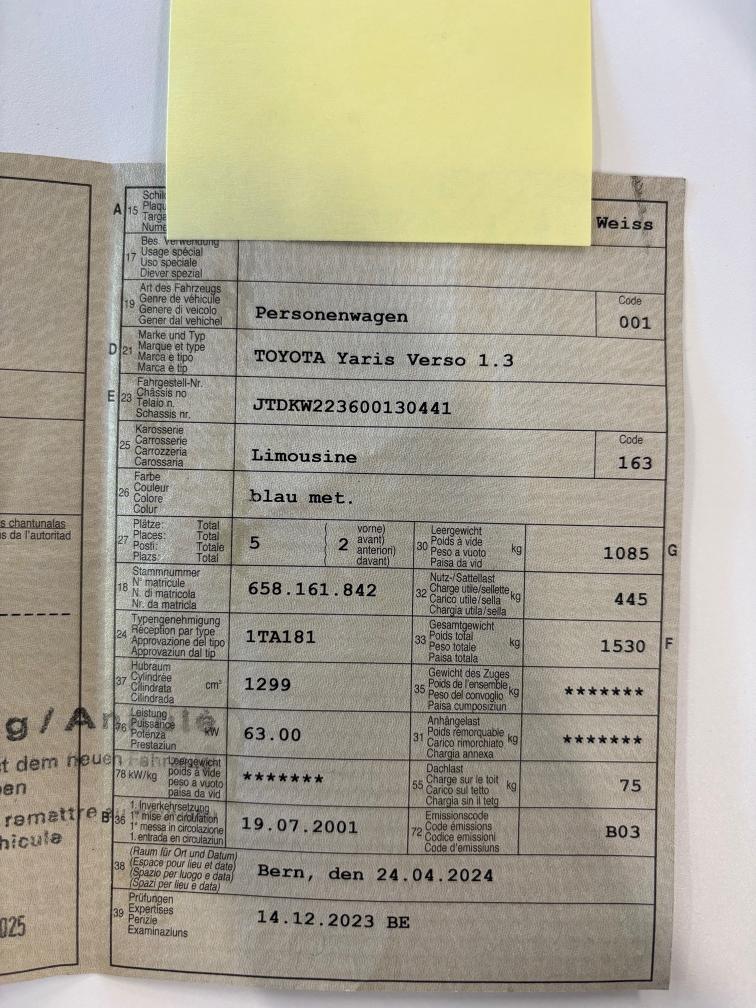 A 15 Schil
Plaq
Targa
Nume
Weiss
17 Bes. Verwendung
Usage spécial
Uso speciale
Diever spezial
19 Art des Fahrzeugs
Genre de véhicule
Genere di veicolo
Gener dal vehichel
Personenwagen
Code
001
D 21 Marke und Typ
Marque et type
Marca e tipo
Marca e tip
TOYOTA Yaris Verso 1.3
E 23 Fahrgestell-Nr.
Châssis no
Telaio n.
Schassis nr.
JTDKW223600130441
25 Karosserie
Carrosserie
Carrozzeria
Carossaria
Limousine
Code
163
26 Farbe
Couleur
Colore
Colur
blau met.
27 Plätze: Total
Places: Total
Posti: Totale
Plazs: Total
5
( 2 vorne)
avant)
anteriori)
davant)
30 Leergewicht
Poids à vide
Peso a vuoto kg
Paisa da vid
1085 G
18 Stammnummer
N° matricule
N. di matricola
Nr. da matricla
658.161.842
32 Nutz-/Sattellast
Charge utile/sellette kg
Carico utile/sella
Chargia utila/sella
445
24 Typengenehmigung
Réception par type
Approvazione del tipo
Approvaziun dal tip
1TA181
33 Gesamtgewicht
Poids total
Peso totale kg
Paisa totala
1530 F
37 Hubraum
Cylindrée
Cilindrata cm³
Cilindrada
1299
35 Gewicht des Zuges
Poids de l'ensemble kg
Peso del convoglio
Paisa cumposiziun
*******
76 Leistung
Puissance kW
Potenza
Prestaziun
63.00
31 Anhängelast
Poids remorquable
Carico rimorchiato kg
Chargia annexa
*******
78 kW/kg Leergewicht
poids à vide
peso a vuoto
paisa da vid
*******
55 Dachlast
Charge sur le toit kg
Carico sul tetto
Chargia sin il tetg
75
B 36 1. Inverkehrsetzung
1re mise en circulation
1a messa in circolazione
1. entrada en circulaziun
19.07.2001
72 Emissionscode
Code émissions
Codice emissioni
Code d'emissiuns
B03
38 (Raum für Ort und Datum)
(Espace pour lieu et date)
(Spazio per luogo e data)
(Spazi per lieu e data)
Bern, den 24.04.2024
39 Prüfungen
Expertises
Perizie
Examinaziuns
14.12.2023 BE
s chantunalas
s da l'autoritad
g / Annulé
t dem neuen Fahr
en
remettre
hicule
025